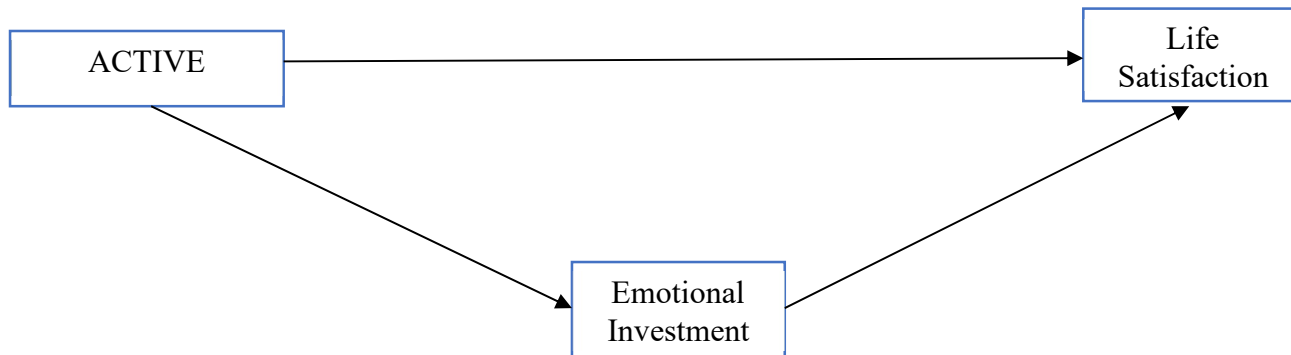 ACTIVE
Life
Satisfaction
Emotional
Investment